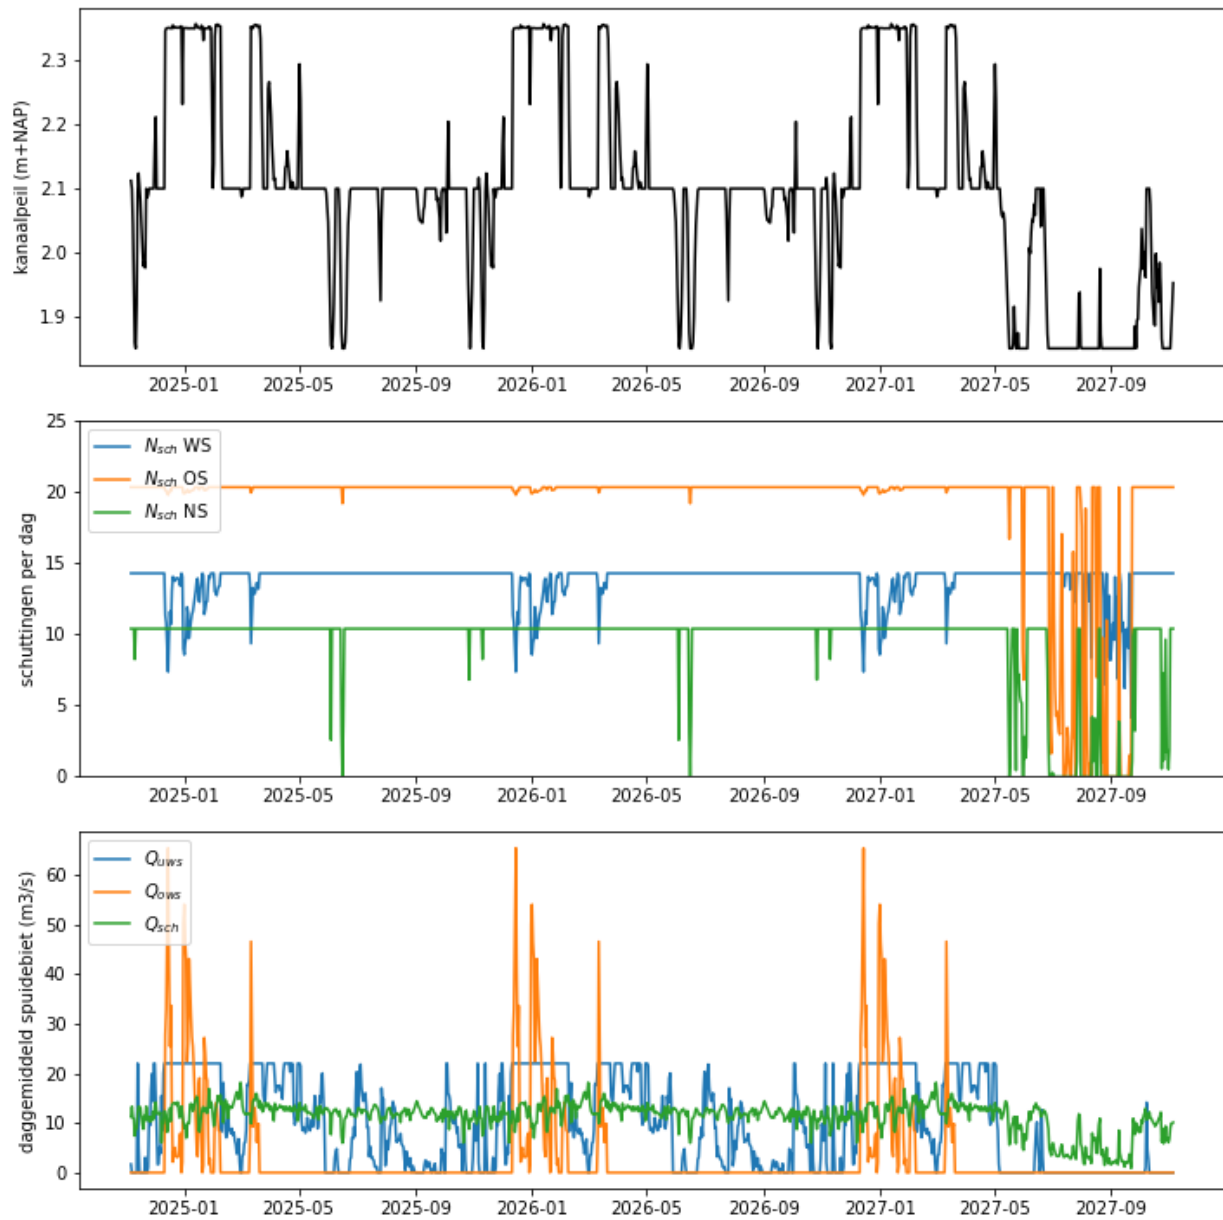 kanaalpeil (m+NAP)
2.3
2.2
2.1
2.0
1.9
2025-01 2025-05 2025-09 2026-01 2026-05 2026-09 2027-01 2027-05 2027-09
schuttingen per dag
25
20
15
10
5
0
N_sch WS
N_sch OS
N_sch NS
2025-01 2025-05 2025-09 2026-01 2026-05 2026-09 2027-01 2027-05 2027-09
daggemiddeld spuidebiet (m3/s)
60
50
40
30
20
10
0
Q_uws
Q_ows
Q_sch
2025-01 2025-05 2025-09 2026-01 2026-05 2026-09 2027-01 2027-05 2027-09